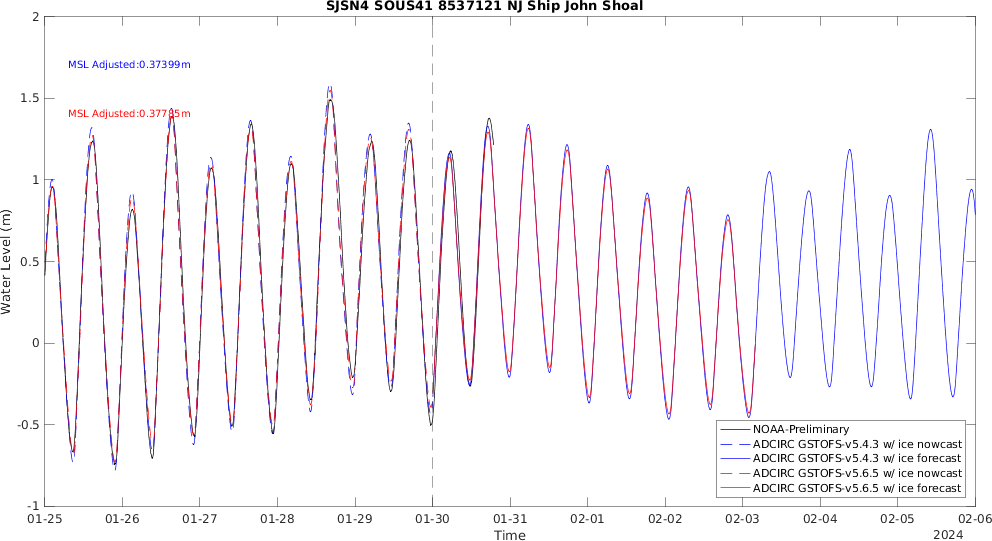 SJSN4 SOUS41 8537121 NJ Ship John Shoal
MSL Adjusted:0.37399m
MSL Adjusted:0.37785m
Water Level (m)
2
1.5
1
0.5
0
-0.5
-1
NOAA-Preliminary
ADCIRC GSTOFS-v5.4.3 w/ ice nowcast
ADCIRC GSTOFS-v5.4.3 w/ ice forecast
ADCIRC GSTOFS-v5.6.5 w/ ice nowcast
ADCIRC GSTOFS-v5.6.5 w/ ice forecast
01-25 01-26 01-27 01-28 01-29 01-30 01-31 02-01 02-02 02-03 02-04 02-05 02-06
Time
2024